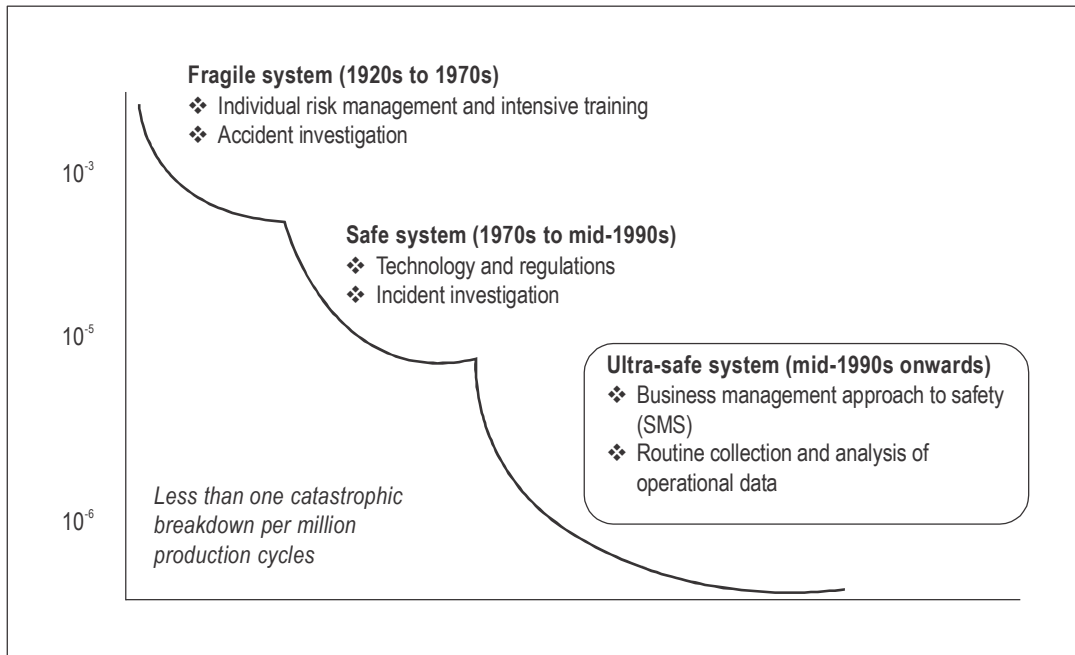 Fragile system (1920s to 1970s)
❖ Individual risk management and intensive training
❖ Accident investigation
10⁻³
Safe system (1970s to mid-1990s)
❖ Technology and regulations
❖ Incident investigation
10⁻⁵
Ultra-safe system (mid-1990s onwards)
❖ Business management approach to safety
(SMS)
❖ Routine collection and analysis of
operational data
Less than one catastrophic
breakdown per million
production cycles
10⁻⁶